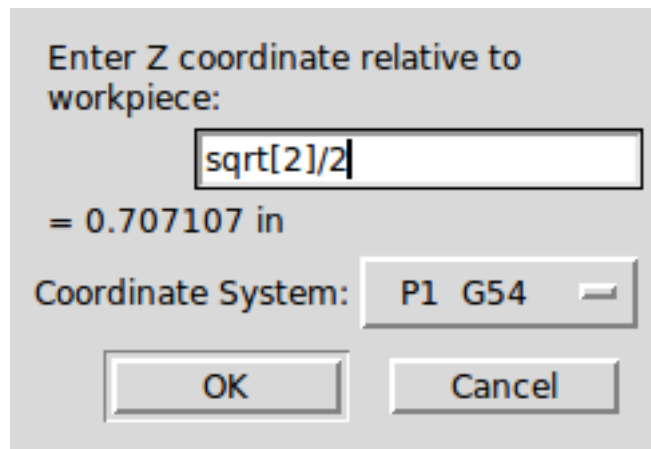 Enter Z coordinate relative to
workpiece:
sqrt[2]/2
= 0.707107 in
Coordinate System: P1 G54
OK Cancel